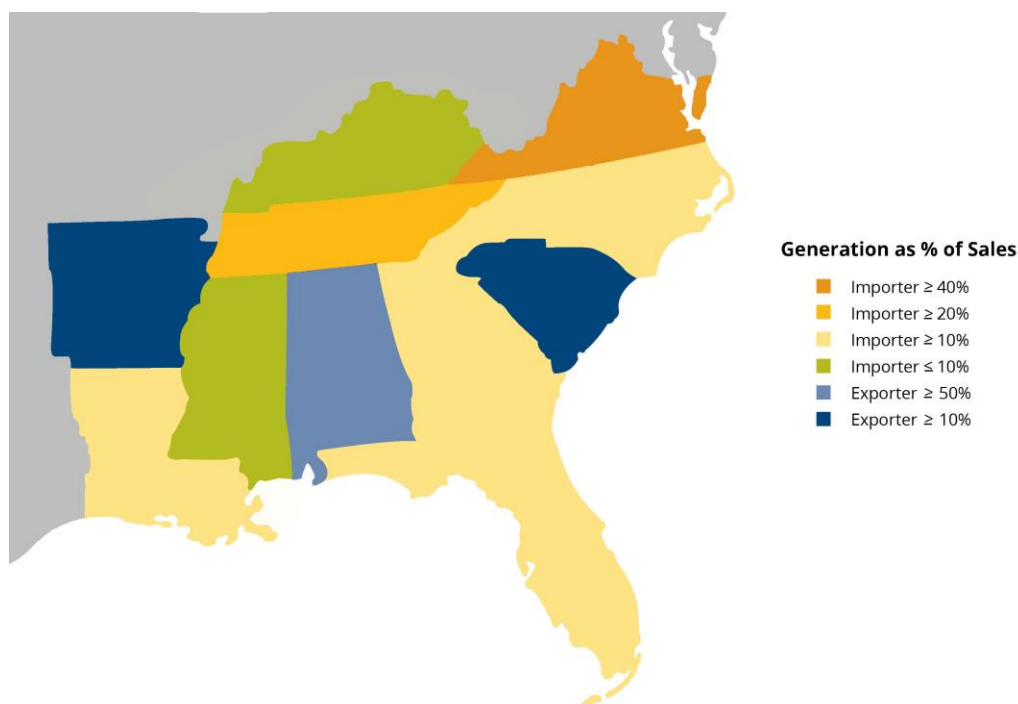 Generation as % of Sales
Importer ≥ 40%
Importer ≥ 20%
Importer ≥ 10%
Importer ≤ 10%
Exporter ≥ 50%
Exporter ≥ 10%